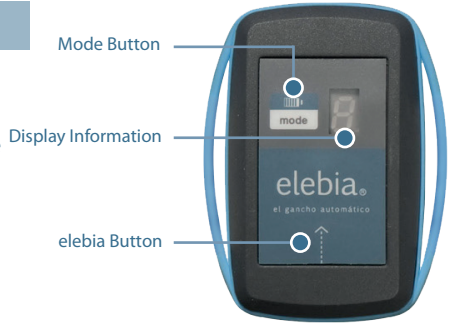 Mode Button
mode
Display Information
elebia®
el gancho automático
elebia Button